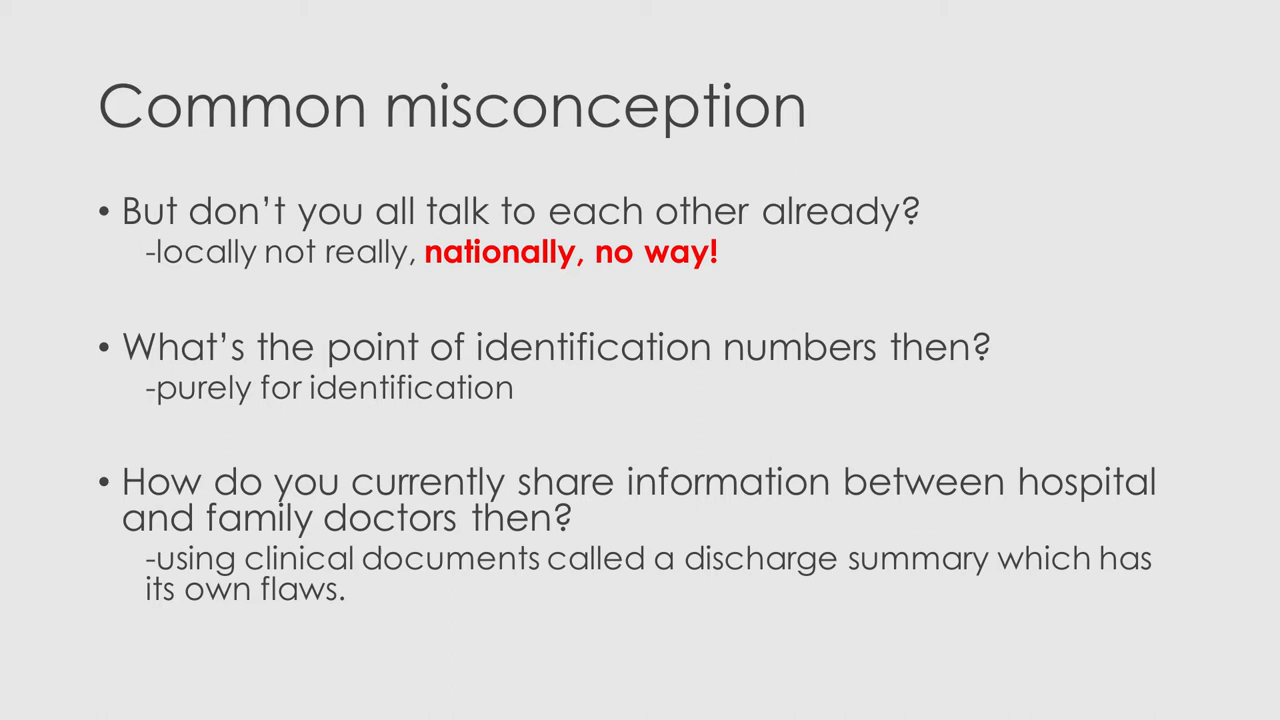 Common misconception
• But don’t you all talk to each other already?
-locally not really, nationally, no way!
• What’s the point of identification numbers then?
-purely for identification
• How do you currently share information between hospital
and family doctors then?
-using clinical documents called a discharge summary which has
its own flaws.